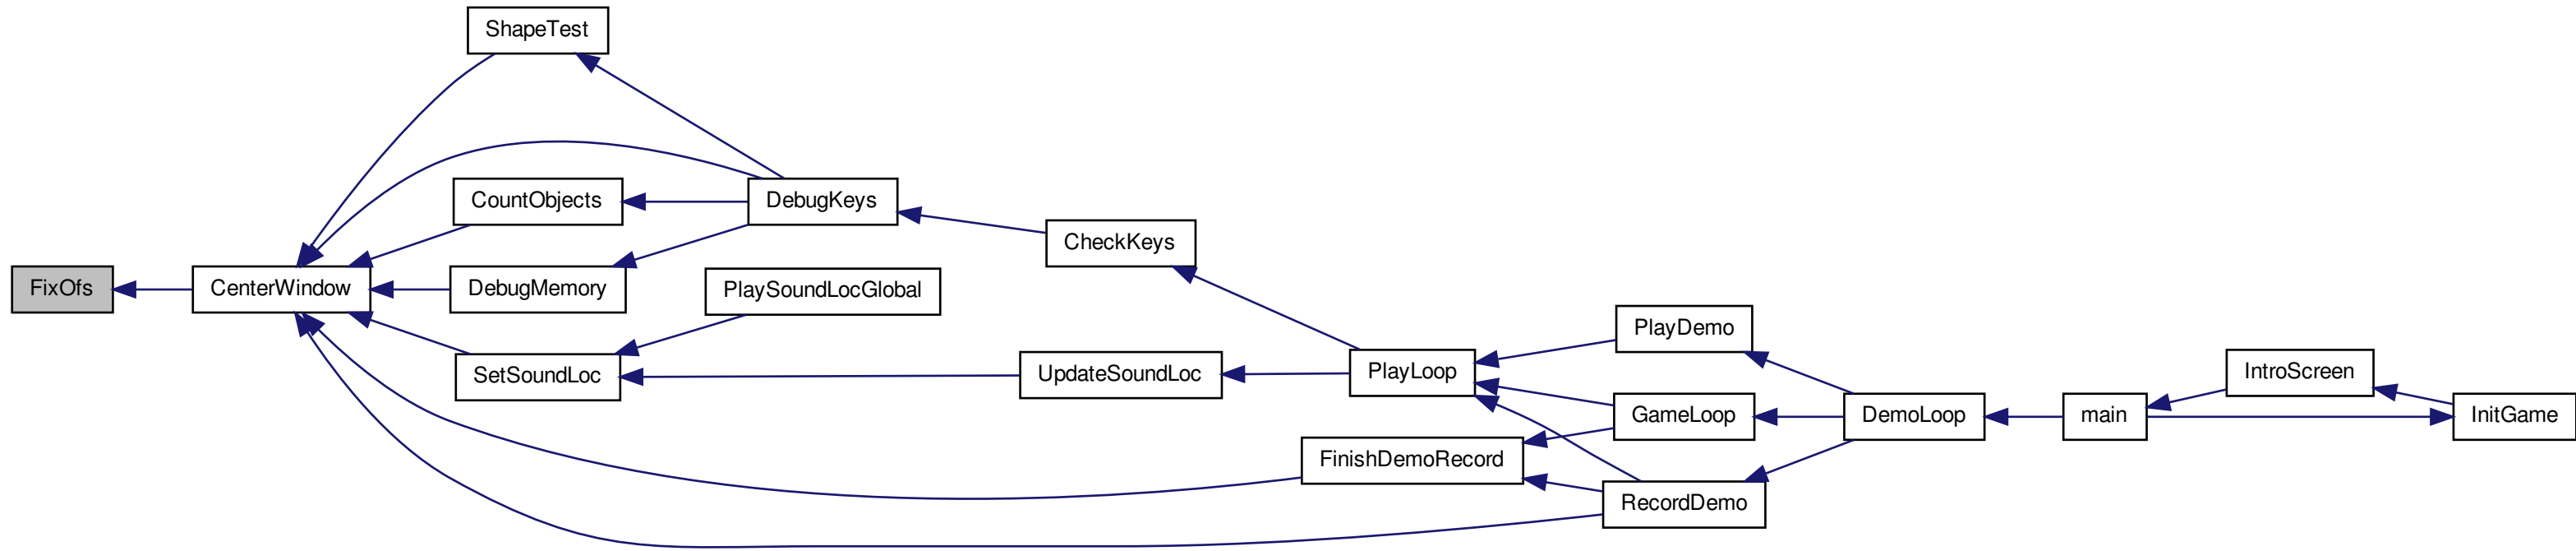 ShapeTest
CountObjects
DebugKeys
CheckKeys
FixOfs
CenterWindow
DebugMemory
PlaySoundLocGlobal
SetSoundLoc
UpdateSoundLoc
PlayLoop
PlayDemo
GameLoop
FinishDemoRecord
RecordDemo
DemoLoop
main
IntroScreen
InitGame